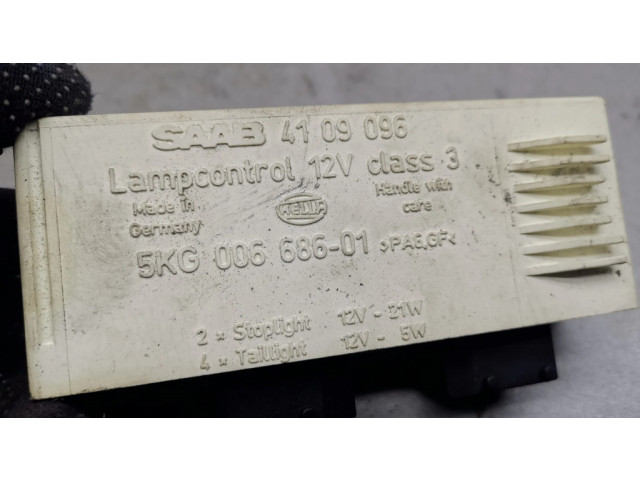 SAAB 41 09 096
Lampcontrol, 12V class 3
Made in Germany
HELLA
Handle with care
5KG 006 686-01 >PA6.GF<
2 x Stoplight 12V - 21W
4 x Taillight 12V - 5W